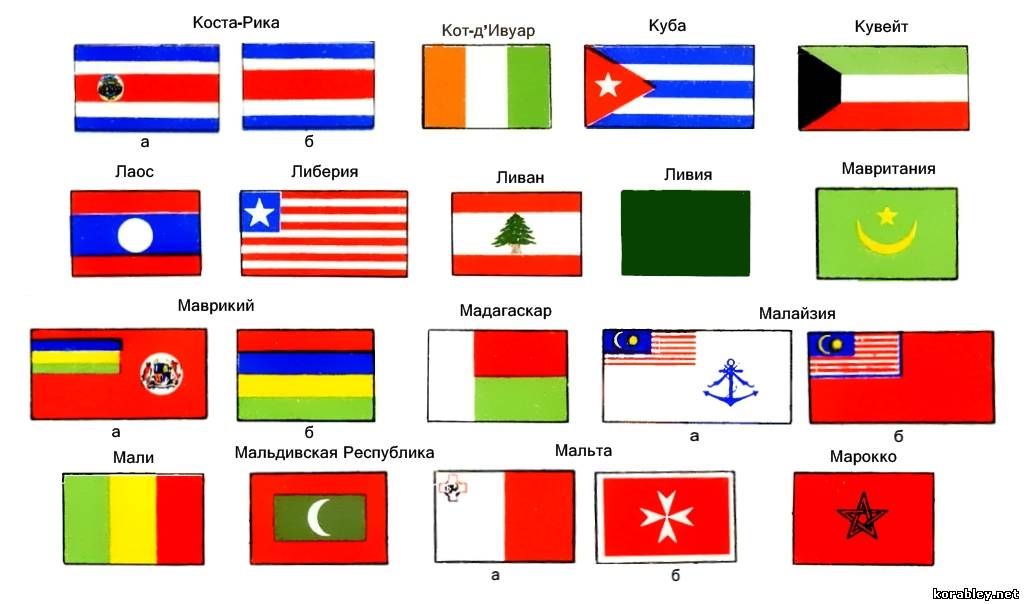 Коста-Рика
Кот-д’Ивуар
Куба
Кувейт
а
б
Лаос
Либерия
Ливан
Ливия
Мавритания
Маврикий
Мадагаскар
Малайзия
а
б
а
б
Мали
Мальдивская Республика
Мальта
Марокко
а
б
korabley.net